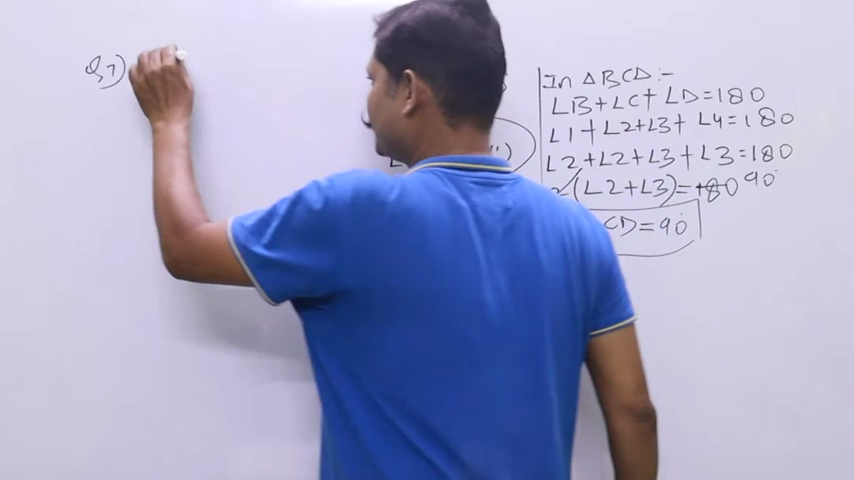 Q7)
In △BCD:-
∠B+∠C+∠D=180
∠1+∠2+∠3+∠4=180
∠2+∠2+∠3+∠3=180
2(∠2+∠3)=180 90°
CD=90°